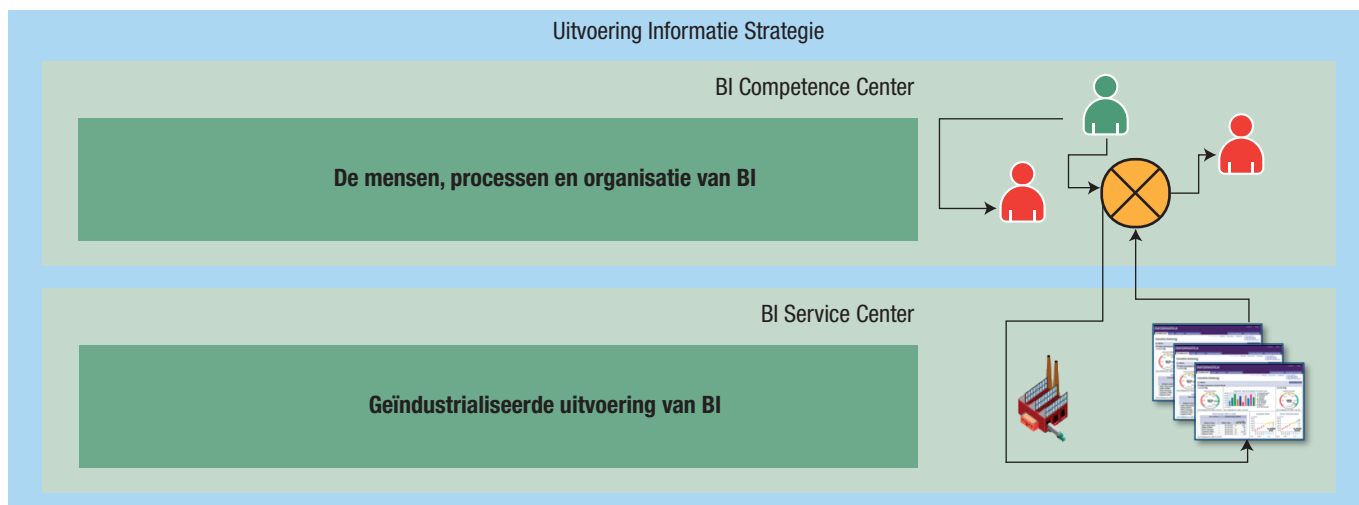 Uitvoering Informatie Strategie
BI Competence Center
De mensen, processen en organisatie van BI
BI Service Center
Geïndustrialiseerde uitvoering van BI